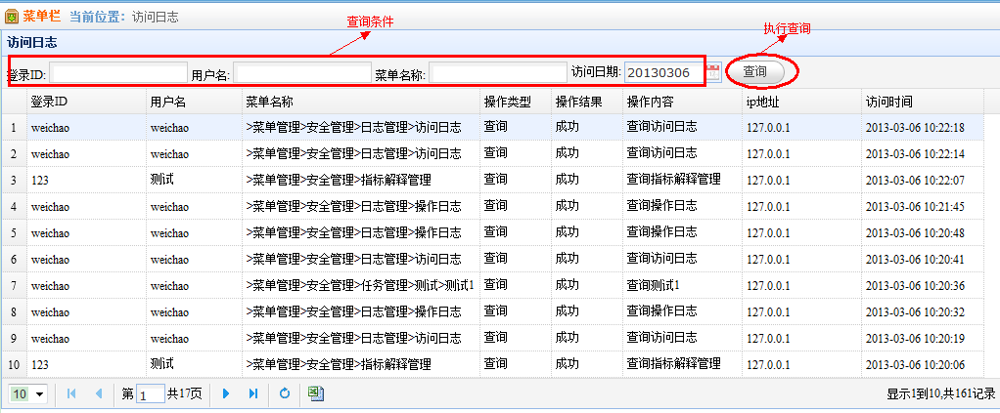 菜单栏 当前位置: 访问日志
查询条件
执行查询
访问日志
登录ID: 用户名: 菜单名称: 访问日期: 20130306 查询
登录ID 用户名 菜单名称 操作类型 操作结果 操作内容 ip地址 访问时间
1 weichao weichao >菜单管理>安全管理>日志管理>访问日志 查询 成功 查询访问日志 127.0.0.1 2013-03-06 10:22:18
2 weichao weichao >菜单管理>安全管理>日志管理>访问日志 查询 成功 查询访问日志 127.0.0.1 2013-03-06 10:22:14
3 123 测试 >菜单管理>安全管理>指标解释管理 查询 成功 查询指标解释管理 127.0.0.1 2013-03-06 10:22:07
4 weichao weichao >菜单管理>安全管理>日志管理>操作日志 查询 成功 查询操作日志 127.0.0.1 2013-03-06 10:21:45
5 weichao weichao >菜单管理>安全管理>日志管理>操作日志 查询 成功 查询操作日志 127.0.0.1 2013-03-06 10:20:48
6 weichao weichao >菜单管理>安全管理>日志管理>访问日志 查询 成功 查询访问日志 127.0.0.1 2013-03-06 10:20:41
7 weichao weichao >菜单管理>安全管理>任务管理>测试>测试1 查询 成功 查询测试1 127.0.0.1 2013-03-06 10:20:36
8 weichao weichao >菜单管理>安全管理>日志管理>操作日志 查询 成功 查询操作日志 127.0.0.1 2013-03-06 10:20:32
9 weichao weichao >菜单管理>安全管理>日志管理>访问日志 查询 成功 查询访问日志 127.0.0.1 2013-03-06 10:20:19
10 123 测试 >菜单管理>安全管理>指标解释管理 查询 成功 查询指标解释管理 127.0.0.1 2013-03-06 10:20:06
10 第 1 共17页 显示1到10,共161记录